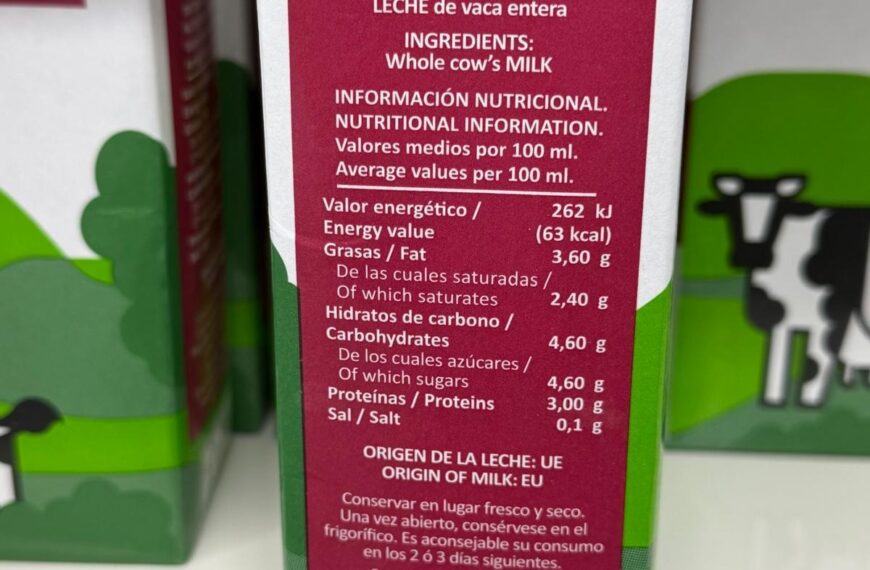 LECHE de vaca entera
INGREDIENTS:
Whole cow's MILK
INFORMACIÓN NUTRICIONAL.
NUTRITIONAL INFORMATION.
Valores medios por 100 ml.
Average values per 100 ml.
Valor energético / 262 kJ
Energy value (63 kcal)
Grasas / Fat 3,60 g
De las cuales saturadas /
Of which saturates 2,40 g
Hidratos de carbono /
Carbohydrates 4,60 g
De los cuales azúcares /
Of which sugars 4,60 g
Proteínas / Proteins 3,00 g
Sal / Salt 0,1 g
ORIGEN DE LA LECHE: UE
ORIGIN OF MILK: EU
Conservar en lugar fresco y seco.
Una vez abierto, consérvese en el
frigorífico. Es aconsejable su consumo
en los 2 ó 3 días siguientes.